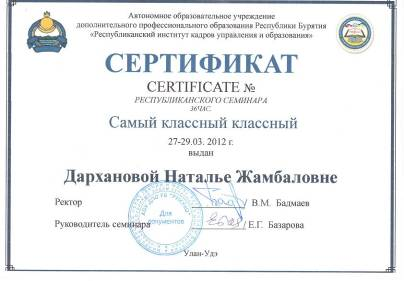 Автономное образовательное учреждение
дополнительного профессионального образования Республики Бурятия
«Республиканский институт кадров управления и образования»
СЕРТИФИКАТ
CERTIFICATE №
РЕСПУБЛИКАНСКОГО СЕМИНАРА
36ЧАС.
Самый классный классный
27-29.03. 2012 г.
выдан
Дархановой Наталье Жамбаловне
Ректор В.М. Бадмаев
Для
документов
Руководитель семинара Е.Г. Базарова
Улан-Удэ